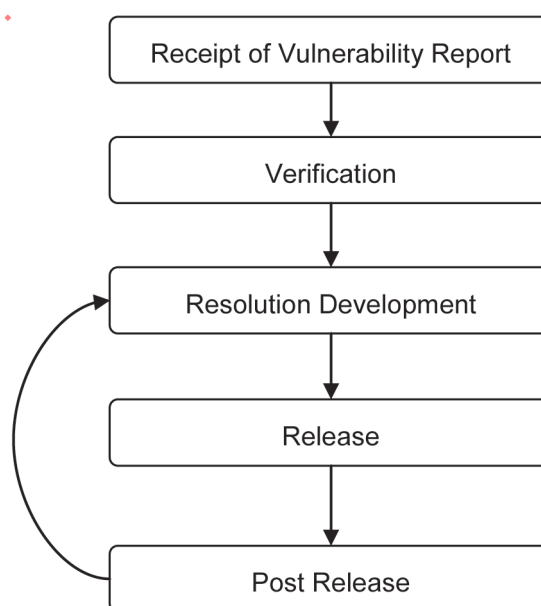 Receipt of Vulnerability Report
Verification
Resolution Development
Release
Post Release